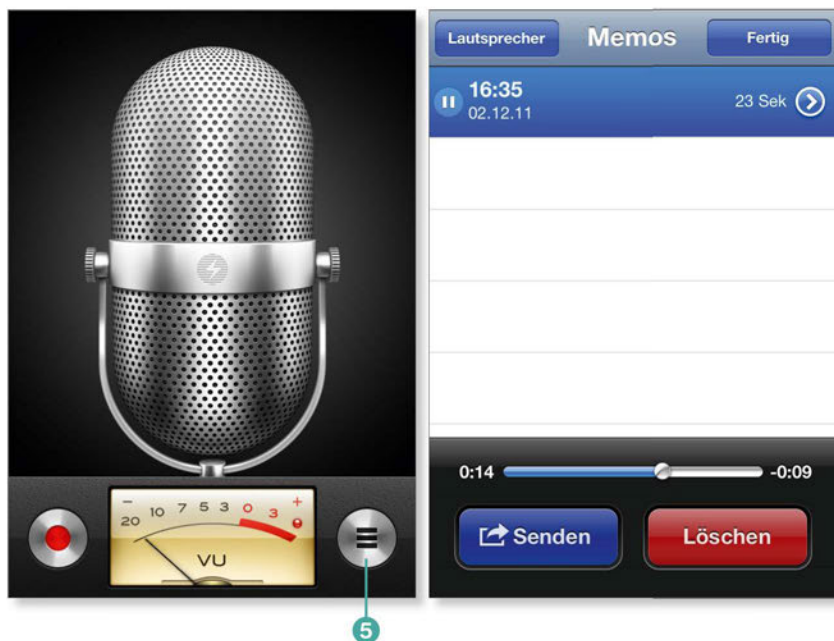 Lautsprecher Memos Fertig
16:35
02.12.11 23 Sek
- +
20 10 7 5 3 0 3
VU
0:14 -0:09
Senden Löschen
5